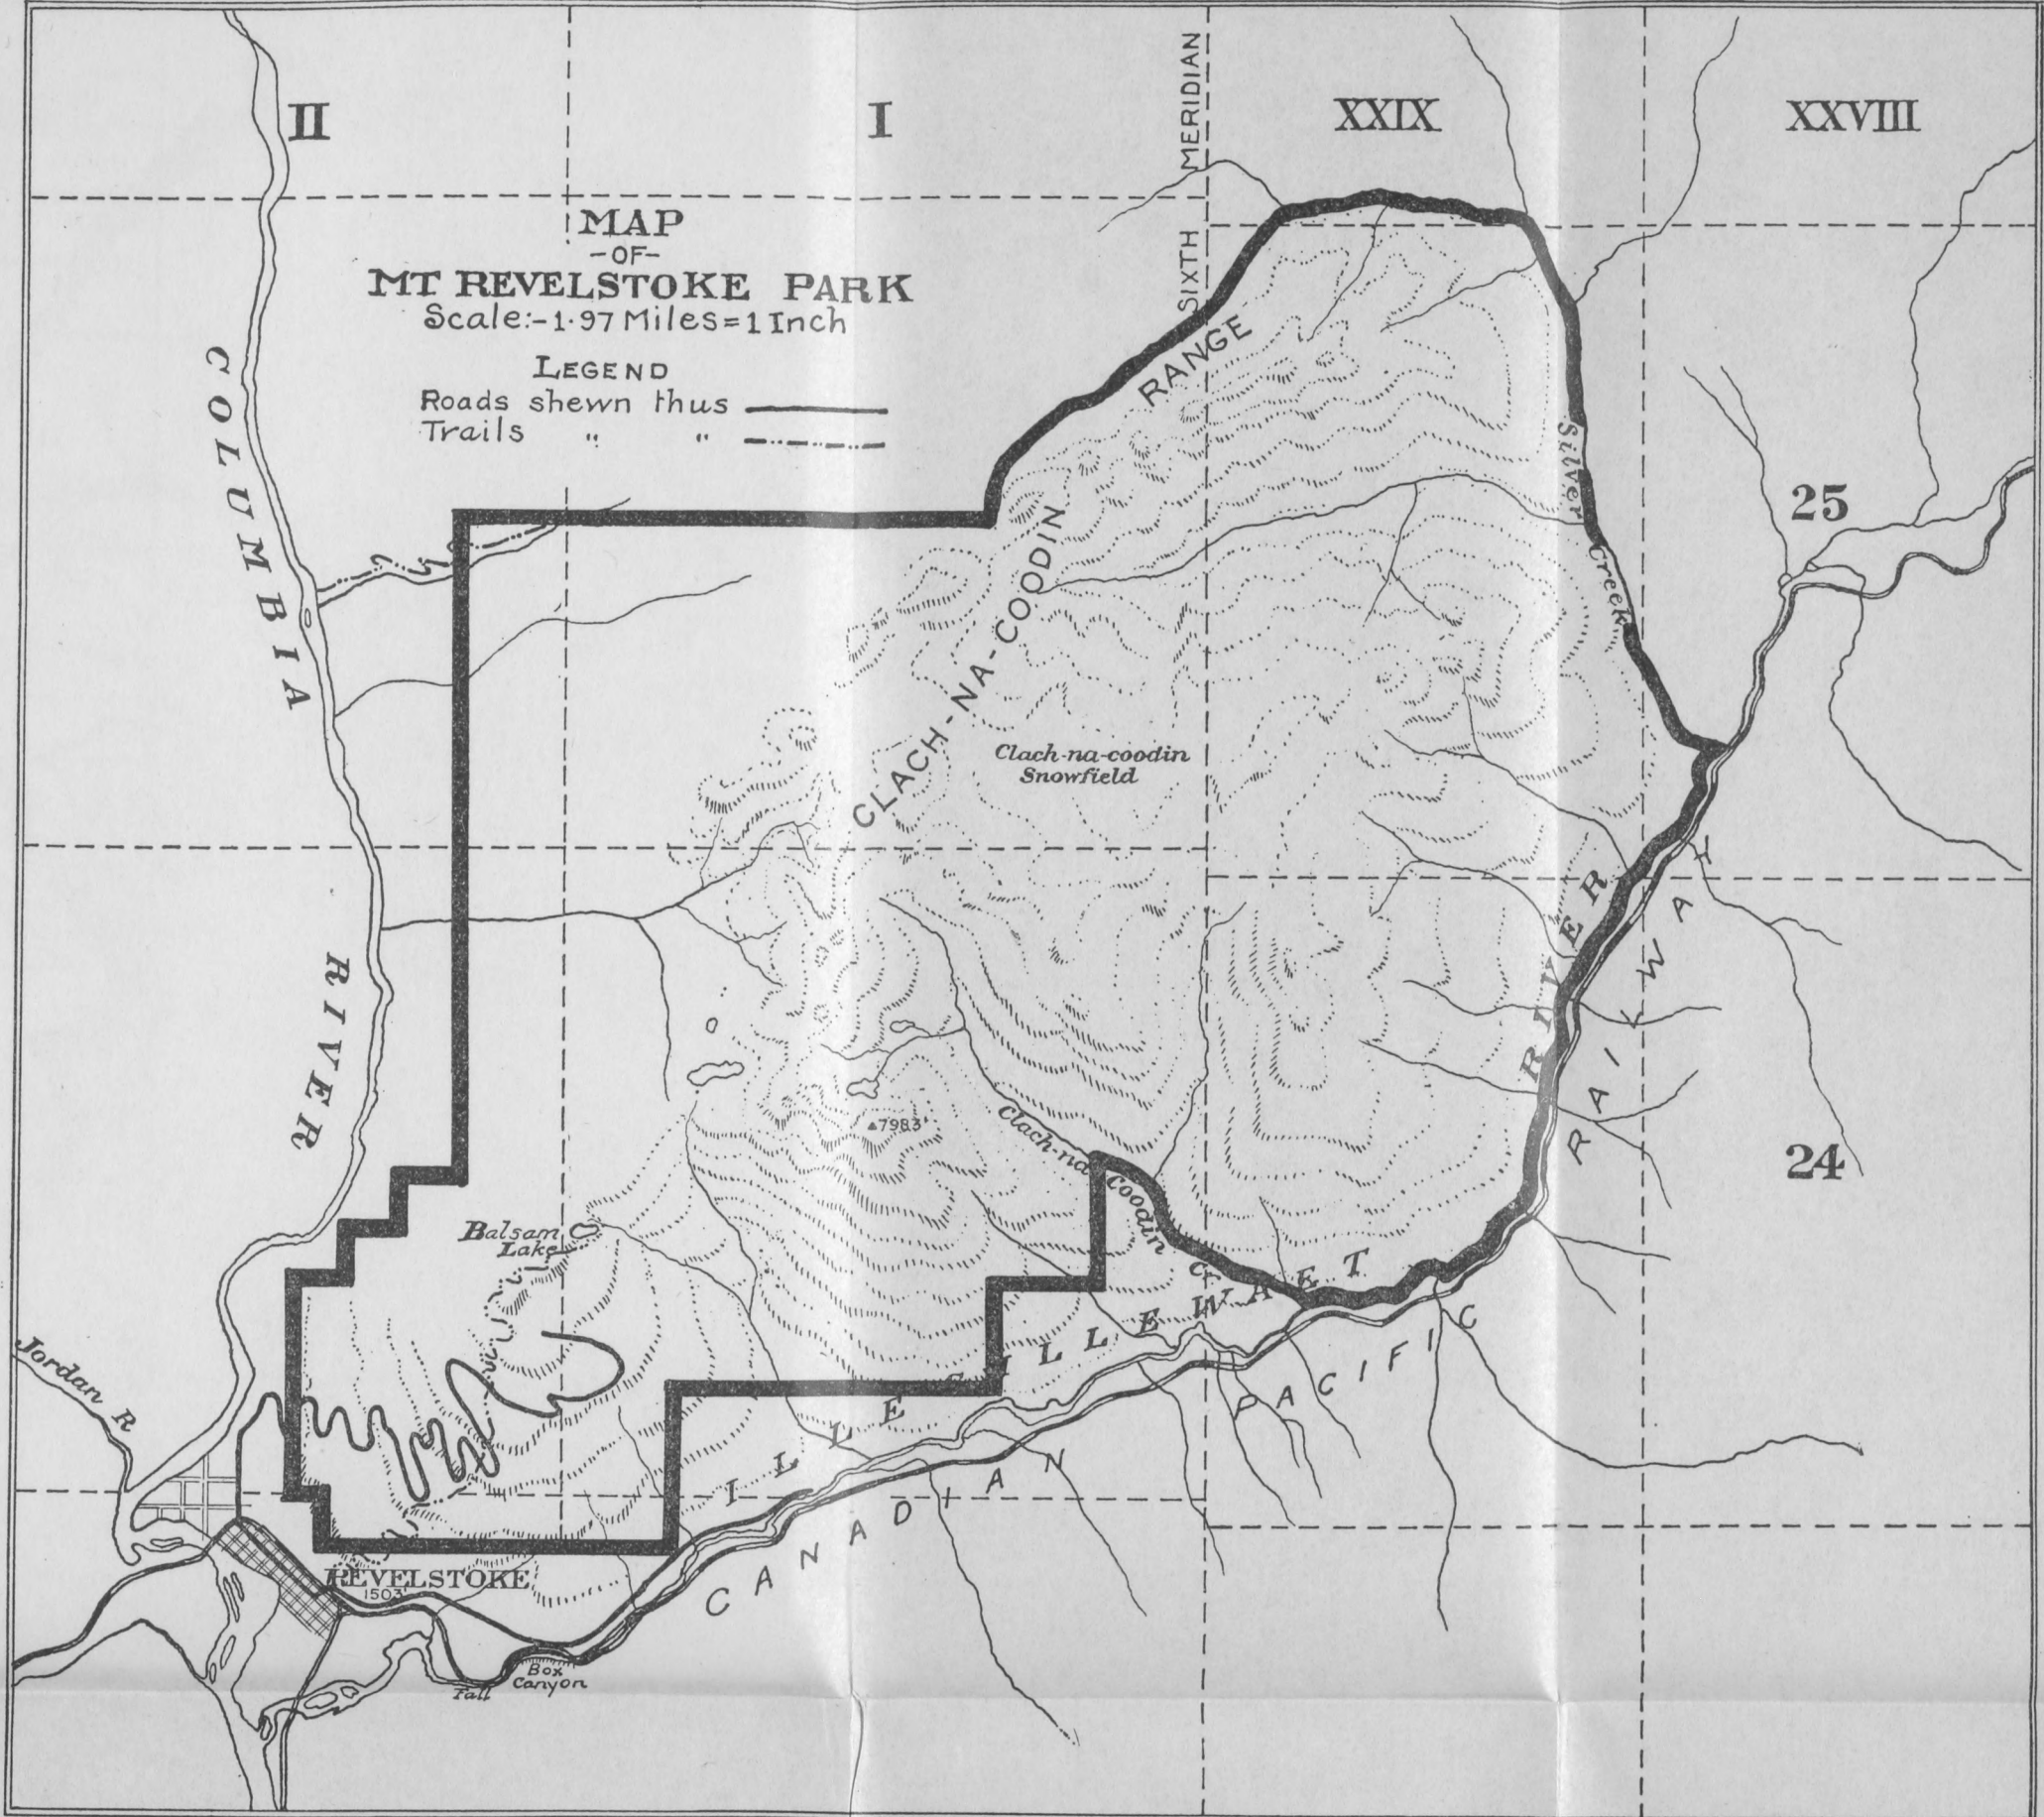 II
I
SIXTH MERIDIAN
XXIX
XXVIII
MAP
-OF-
MT REVELSTOKE PARK
Scale:-1·97 Miles=1 Inch
LEGEND
Roads shewn thus
Trails " "
COLUMBIA
RIVER
CLACH-NA-COODIN
RANGE
Silver
Creek
25
Clach-na-coodin
Snowfield
7983'
Clach-na
Coodin
Cr.
24
Balsam
Lake
Jordan R
ILLECILLEWAET
RIVER
CANADIAN
PACIFIC
RAILWAY
REVELSTOKE
1503'
Box
Canyon
Fall